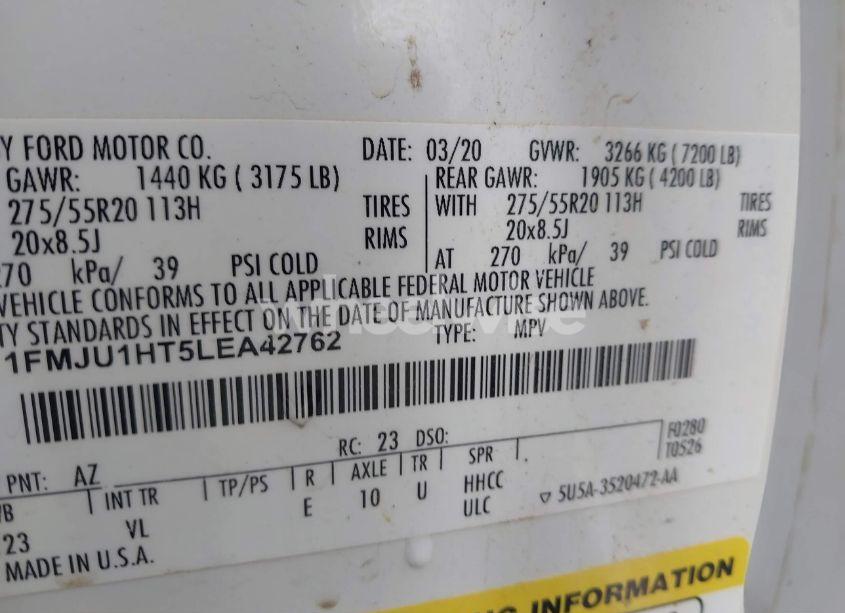 Y FORD MOTOR CO. DATE: 03/20 GVWR: 3266 KG ( 7200 LB)
GAWR: 1440 KG ( 3175 LB) REAR GAWR: 1905 KG ( 4200 LB)
275/55R20 113H TIRES WITH 275/55R20 113H TIRES
20x8.5J RIMS 20x8.5J RIMS
270 kPa/ 39 PSI COLD AT 270 kPa/ 39 PSI COLD
VEHICLE CONFORMS TO ALL APPLICABLE FEDERAL MOTOR VEHICLE
TY STANDARDS IN EFFECT ON THE DATE OF MANUFACTURE SHOWN ABOVE.
1FMJU1HT5LEA42762 TYPE: MPV
F0280
T0526
PNT: AZ RC: 23 DSO:
WB INT TR TP/PS R AXLE TR SPR
23 VL E 10 U HHCC
ULC
5U5A-3520472-AA
MADE IN U.S.A.
NG INFORMATION